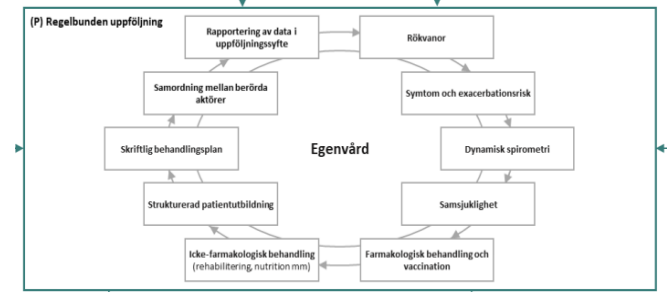 (P) Regelbunden uppföljning
Rapportering av data i
uppföljningssyfte
Rökvanor
Symtom och exacerbationsrisk
Dynamisk spirometri
Samsjuklighet
Farmakologisk behandling och
vaccination
Icke-farmakologisk behandling
(rehabilitering, nutrition mm)
Strukturerad patientutbildning
Skriftlig behandlingsplan
Samordning mellan berörda
aktörer
Egenvård